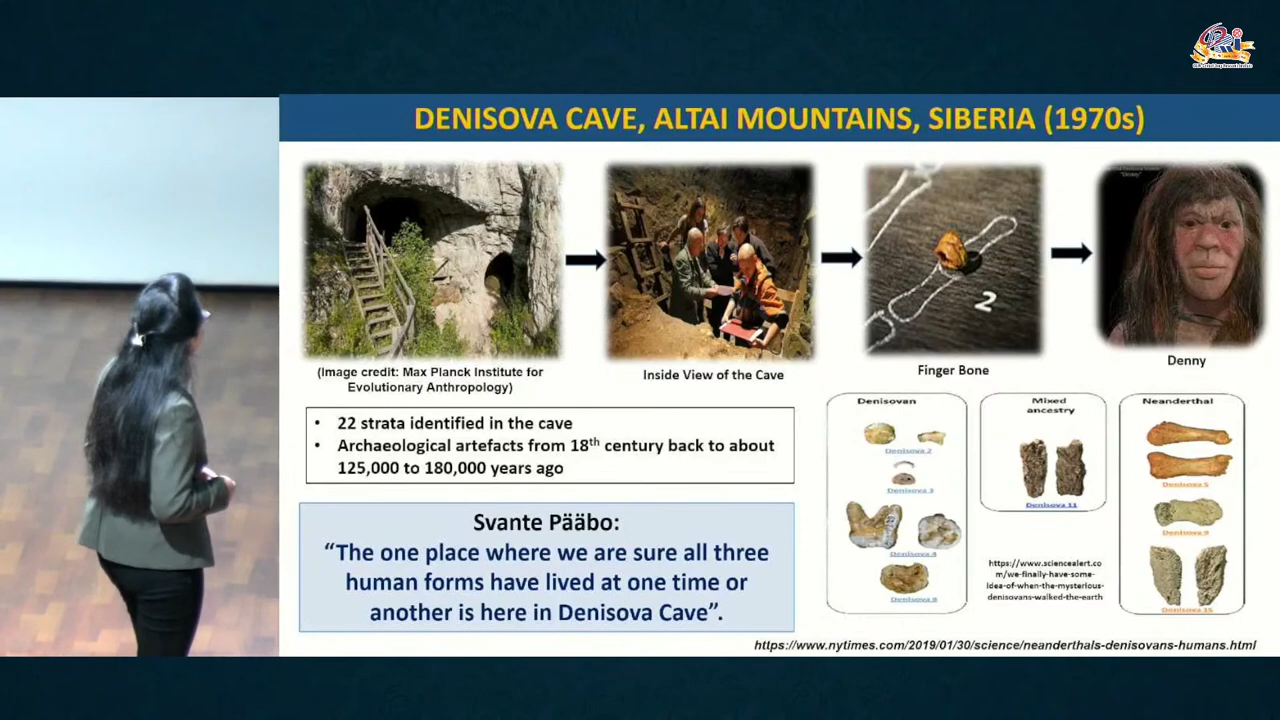 DENISOVA CAVE, ALTAI MOUNTAINS, SIBERIA (1970s)
(Image credit: Max Planck Institute for
Evolutionary Anthropology)
Inside View of the Cave
2
Finger Bone
Denny
• 22 strata identified in the cave
• Archaeological artefacts from 18th century back to about
125,000 to 180,000 years ago
Svante Pääbo:
“The one place where we are sure all three
human forms have lived at one time or
another is here in Denisova Cave”.
Denisovan
Denisova 2
Denisova 3
Denisova 4
Denisova 8
Mixed
ancestry
Denisova 11
https://www.sciencealert.co
m/we-finally-have-some-
idea-of-when-the-mysterious-
denisovans-walked-the-earth
Neanderthal
Denisova 5
Denisova 9
Denisova 15
https://www.nytimes.com/2019/01/30/science/neanderthals-denisovans-humans.html